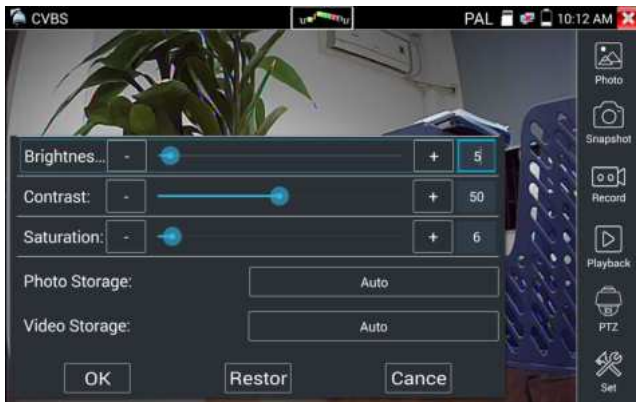 CVBS PAL 10:12 AM
Photo
Snapshot
Record
Playback
PTZ
Set
Brightnes... - + 5
Contrast: - + 50
Saturation: - + 6
Photo Storage: Auto
Video Storage: Auto
OK Restor Cance